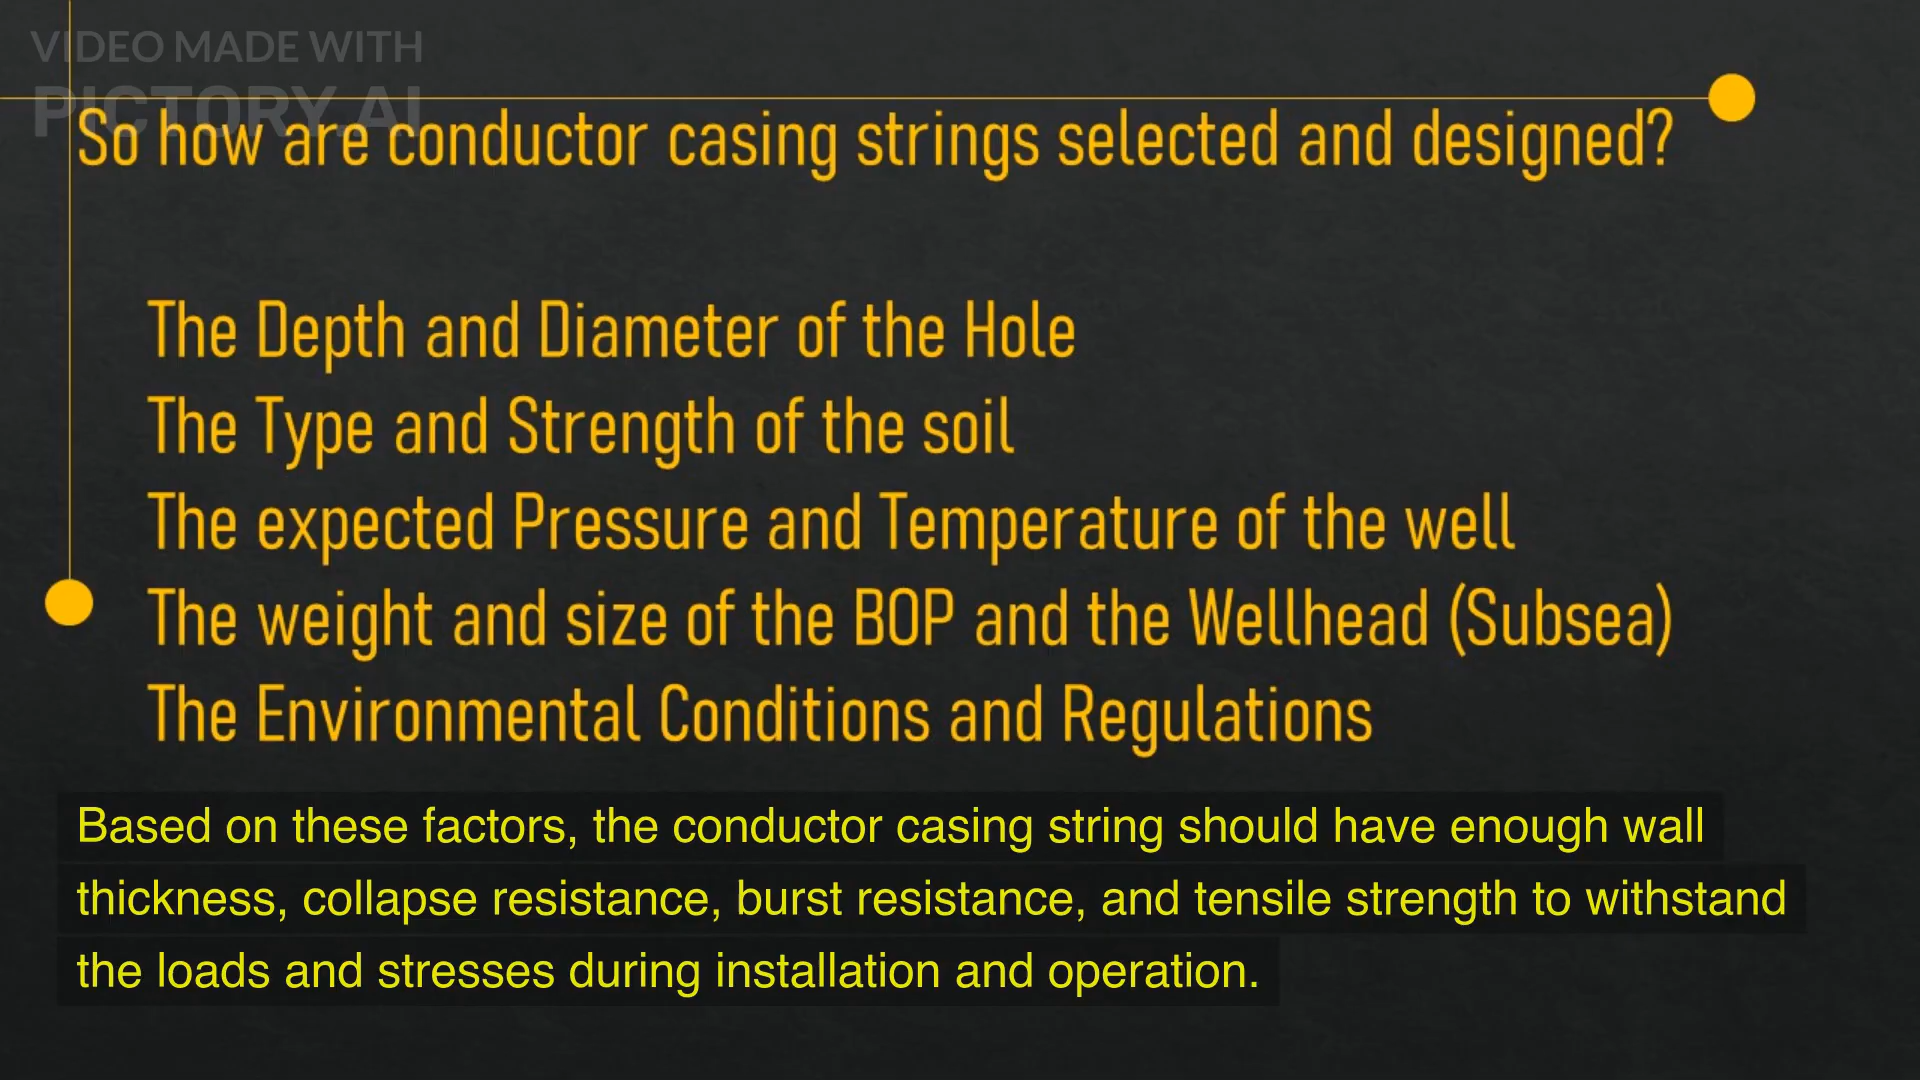 VIDEO MADE WITH
PICTORY.AI
So how are conductor casing strings selected and designed?
The Depth and Diameter of the Hole
The Type and Strength of the soil
The expected Pressure and Temperature of the well
The weight and size of the BOP and the Wellhead (Subsea)
The Environmental Conditions and Regulations
Based on these factors, the conductor casing string should have enough wall
thickness, collapse resistance, burst resistance, and tensile strength to withstand
the loads and stresses during installation and operation.